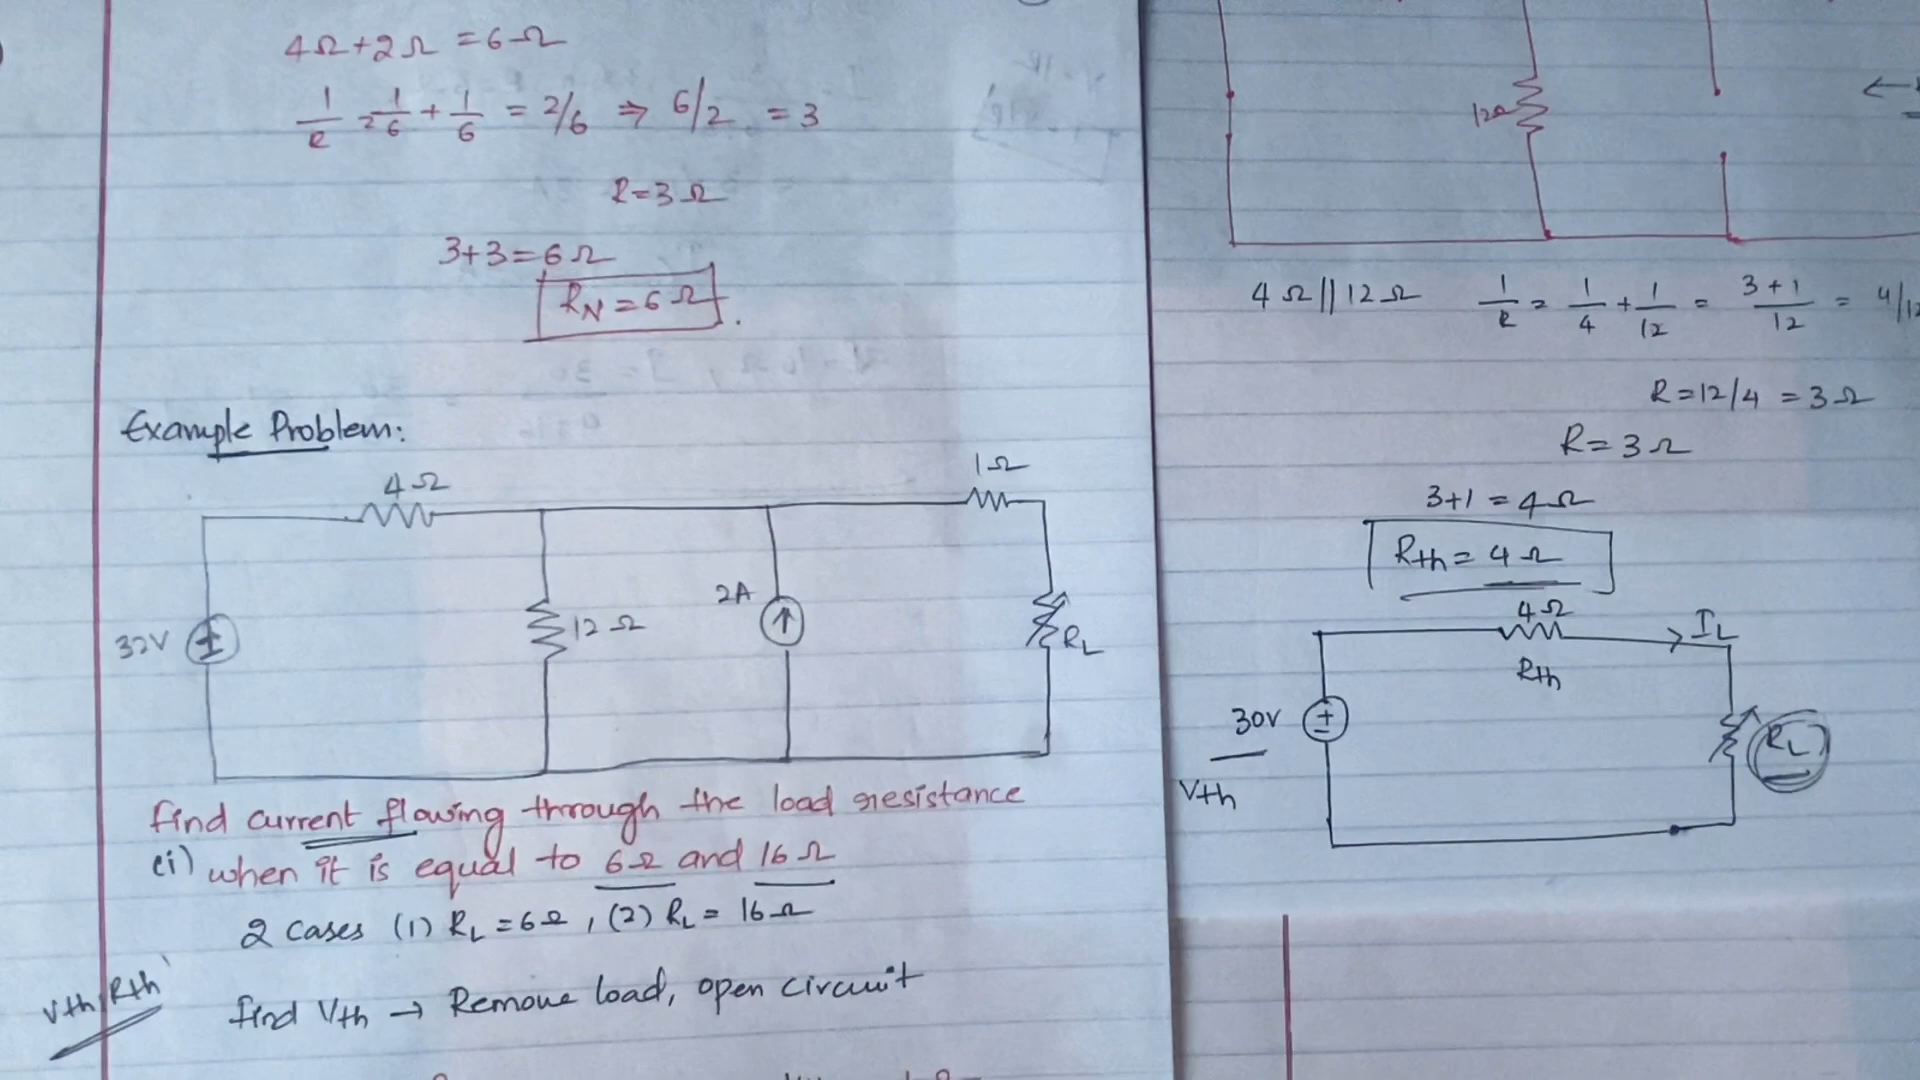 4Ω+2Ω =6Ω
1/R = 1/6 + 1/6 = 2/6 ⇒ 6/2 = 3
R=3Ω
3+3=6Ω
RN=6Ω.
Example Problem:
4Ω
1Ω
32V
12Ω
2A
RL
find current flowing through the load resistance
(i) when it is equal to 6Ω and 16Ω
2 cases (1) RL=6Ω, (2) RL= 16Ω
Vth, Rth
find Vth → Remove load, open circuit
12Ω
4Ω||12Ω 1/R = 1/4 + 1/12 = 3+1/12 = 4/12
R=12/4 =3Ω
R=3Ω
3+1=4Ω
Rth=4Ω
4Ω
IL
Rth
30V
RL
Vth